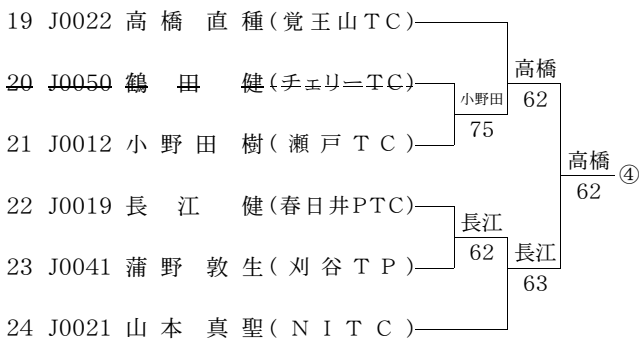 19 J0022 高橋 直種(覚王山TC)
高橋
20 J0050 鶴田 健(チェリーTC)
小野田
62
75
21 J0012 小野田 樹(瀬戸TC)
高橋
④
62
22 J0019 長江 健(春日井PTC)
長江
62
長江
23 J0041 蒲野 敦生(刈谷TP)
63
24 J0021 山本 真聖(NITC)